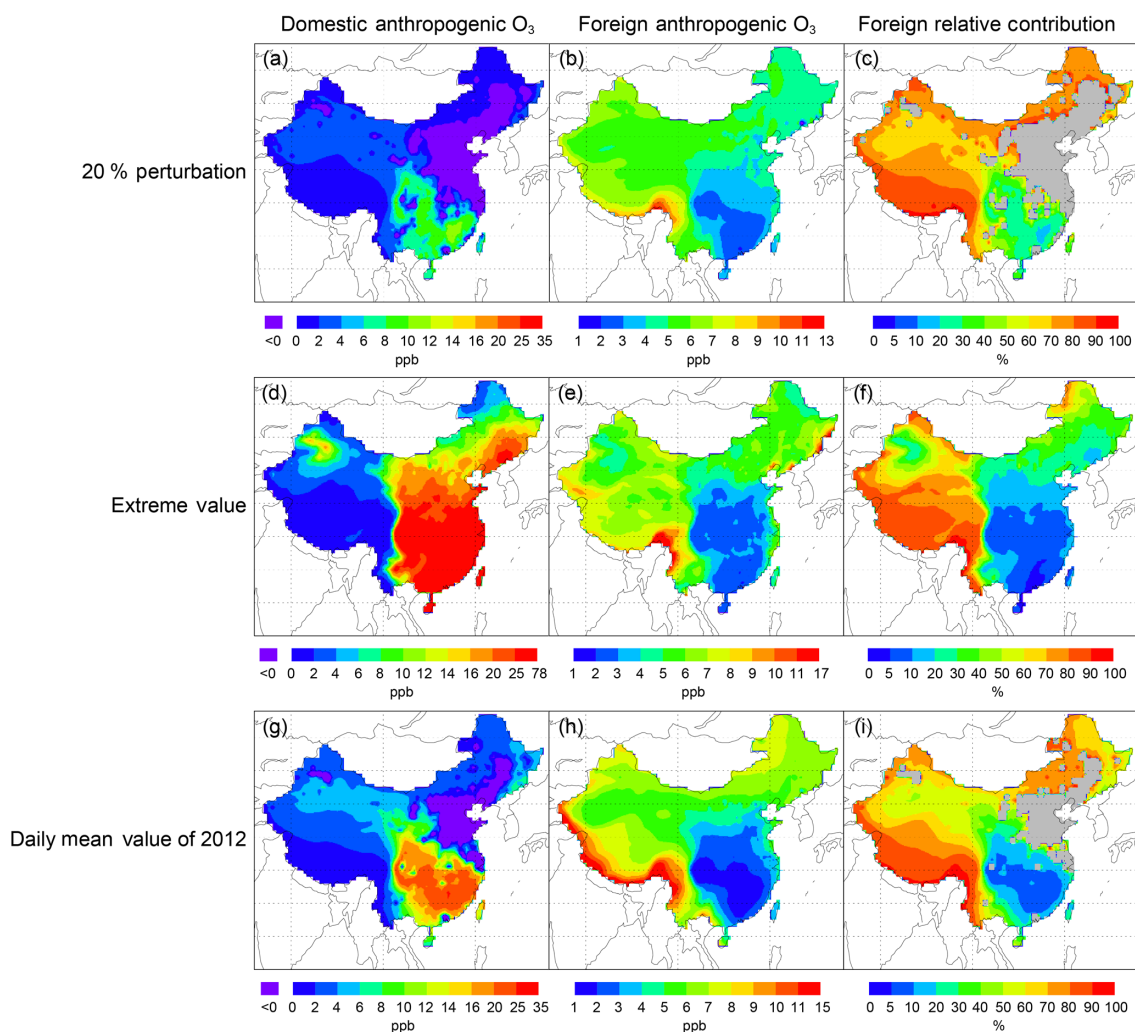 Domestic anthropogenic O₃ Foreign anthropogenic O₃ Foreign relative contribution
(a) (b) (c)
20 % perturbation
<0 0 2 4 6 8 10 12 14 16 20 25 35 1 2 3 4 5 6 7 8 9 10 11 13 0 5 10 20 30 40 50 60 70 80 90 100
ppb ppb %
(d) (e) (f)
Extreme value
<0 0 2 4 6 8 10 12 14 16 20 25 78 1 2 3 4 5 6 7 8 9 10 11 17 0 5 10 20 30 40 50 60 70 80 90 100
ppb ppb %
(g) (h) (i)
Daily mean value of 2012
<0 0 2 4 6 8 10 12 14 16 20 25 35 1 2 3 4 5 6 7 8 9 10 11 15 0 5 10 20 30 40 50 60 70 80 90 100
ppb ppb %